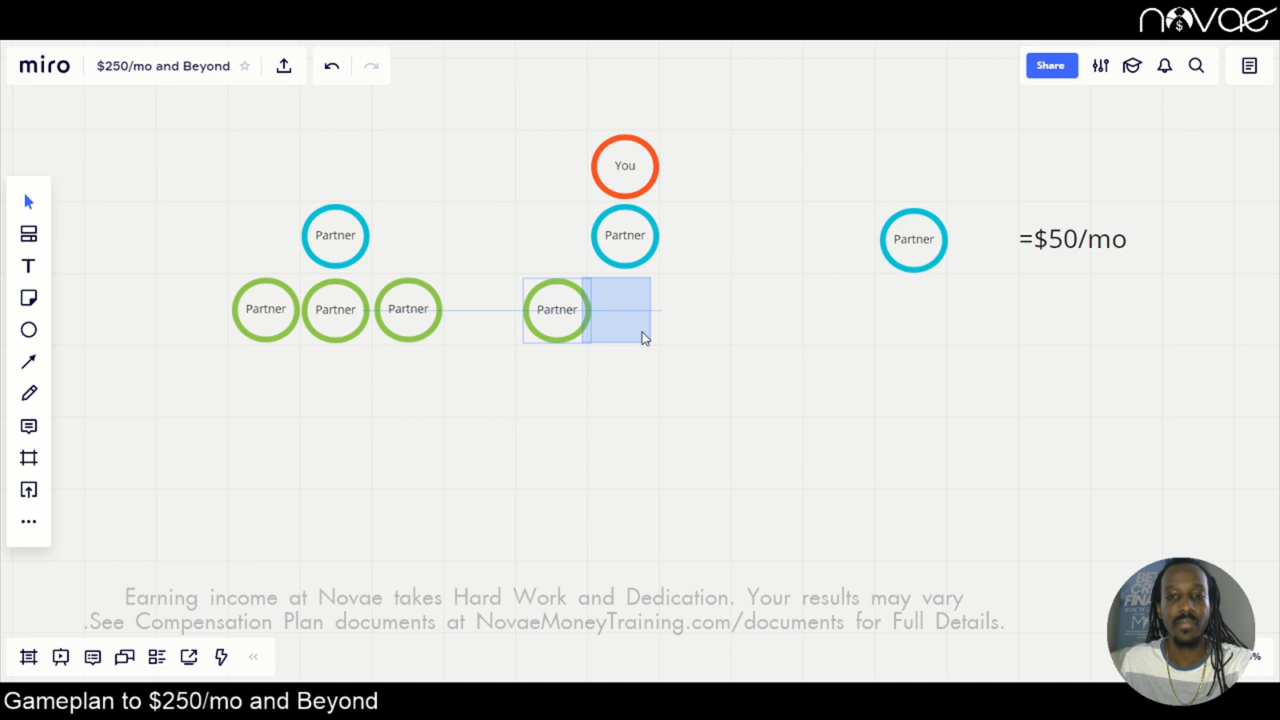 novae
miro
$250/mo and Beyond
Share
You
Partner
Partner
Partner
=$50/mo
Partner
Partner
Partner
Partner
Earning income at Novae takes Hard Work and Dedication. Your results may vary
.See Compensation Plan documents at NovaeMoneyTraining.com/documents for Full Details.
Gameplan to $250/mo and Beyond